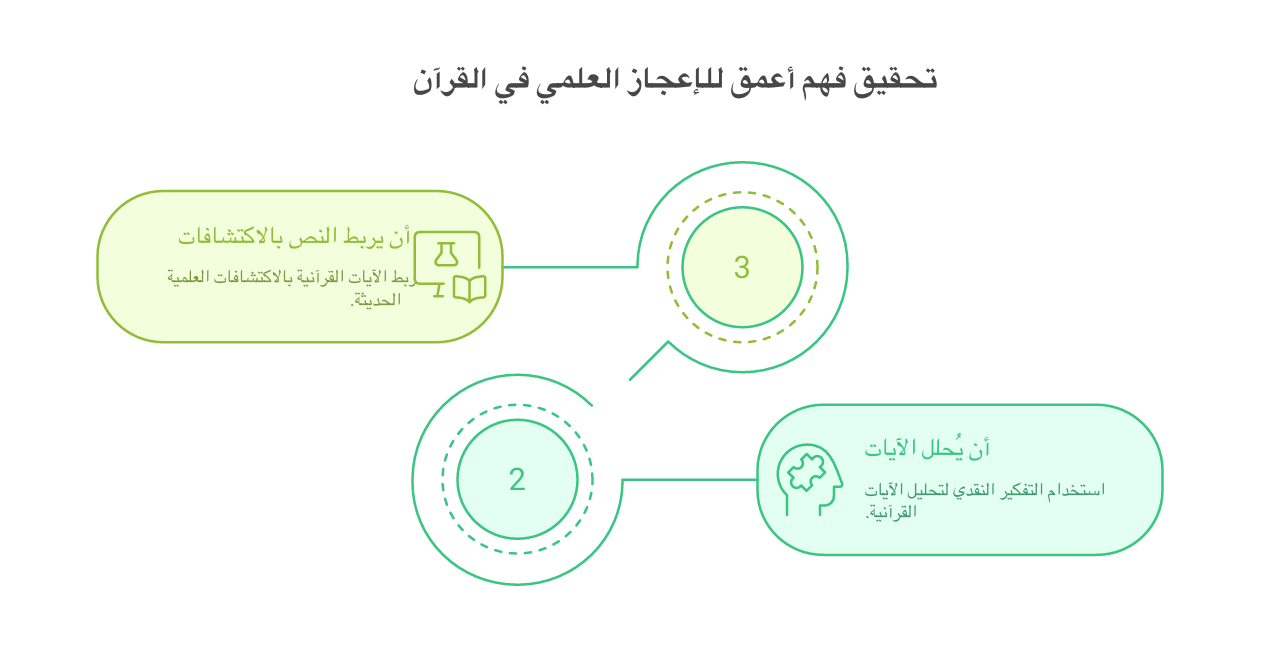 تحقيق فهم أعمق للإعجاز العلمي في القرآن
أن يربط النص بالاكتشافات
ربط الآيات القرآنية بالاكتشافات العلمية
الحديثة.
3
2
أن يُحلل الآيات
استخدام التفكير النقدي لتحليل الآيات
القرآنية.